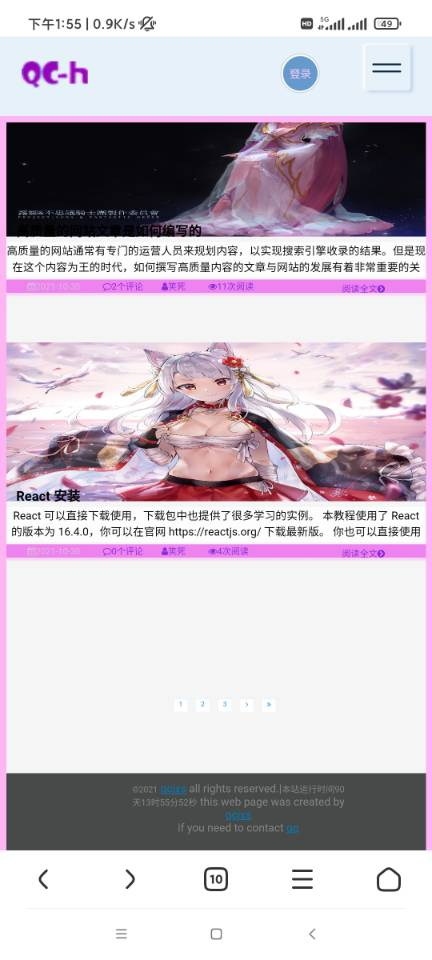 下午1:55 | 0.9K/s
HD 5G 49
QC-h
登录
高质量的网站文章是如何编写的
高质量的网站通常有专门的运营人员来规划内容，以实现搜索引擎收录的结果。但是现
在这个内容为王的时代，如何撰写高质量内容的文章与网站的发展有着非常重要的关
2021-10-30 2个评论 笑死 11次阅读 阅读全文
React 安装
React 可以直接下载使用，下载包中也提供了很多学习的实例。 本教程使用了 React
的版本为 16.4.0，你可以在官网 https://reactjs.org/ 下载最新版。 你也可以直接使用
2021-10-30 0个评论 笑死 4次阅读 阅读全文
1 2 3 › »
©2021 all rights reserved.|本站运行时间90
天13时55分52秒 this web page was created by
If you need to contact qq
10